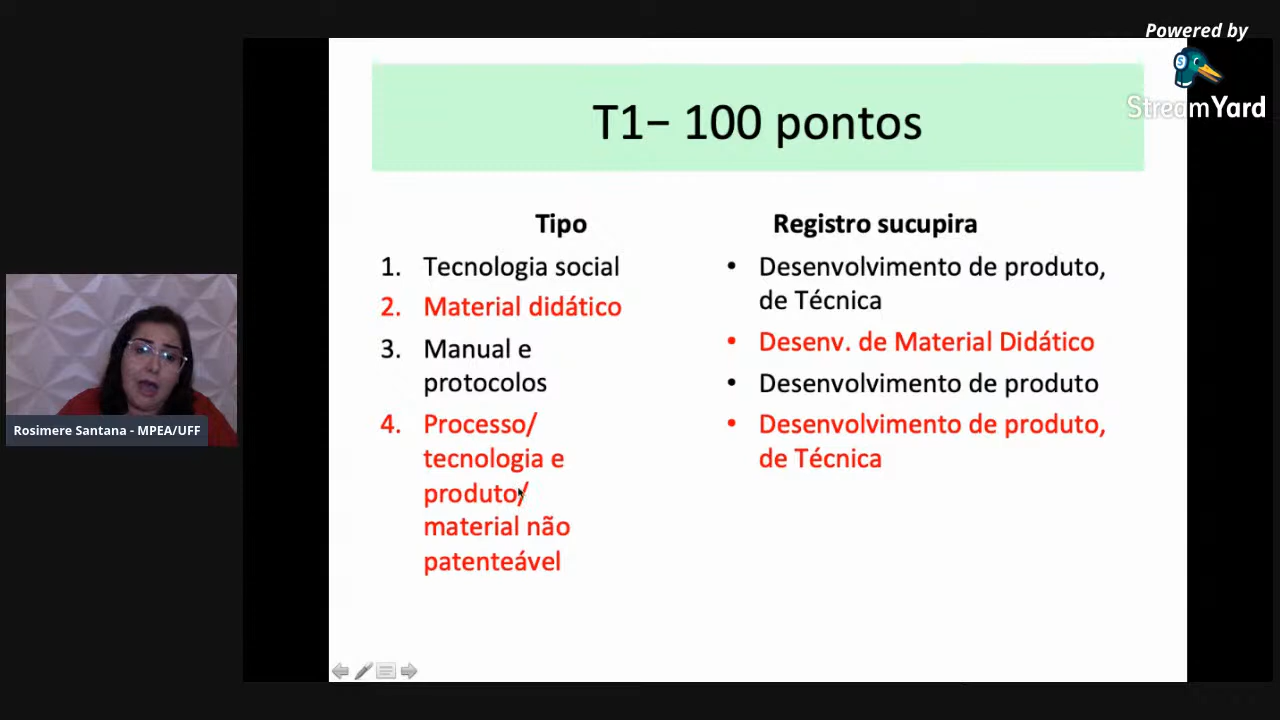 Powered by
StreamYard
T1– 100 pontos
Tipo
1. Tecnologia social
2. Material didático
3. Manual e
protocolos
4. Processo/
tecnologia e
produto/
material não
patenteável
Registro sucupira
• Desenvolvimento de produto,
de Técnica
• Desenv. de Material Didático
• Desenvolvimento de produto
• Desenvolvimento de produto,
de Técnica
Rosimere Santana - MPEA/UFF